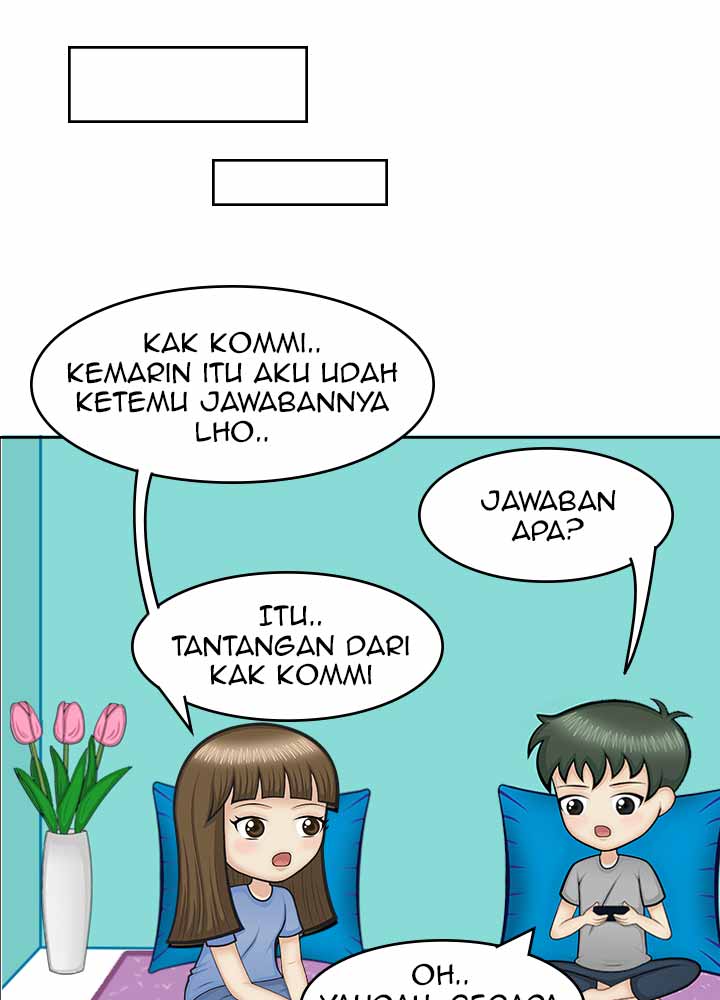 KAK KOMMI..
KEMARIN ITU AKU UDAH
KETEMU JAWABANNYA
LHO..
JAWABAN
APA?
ITU..
TANTANGAN DARI
KAK KOMMI
OH..